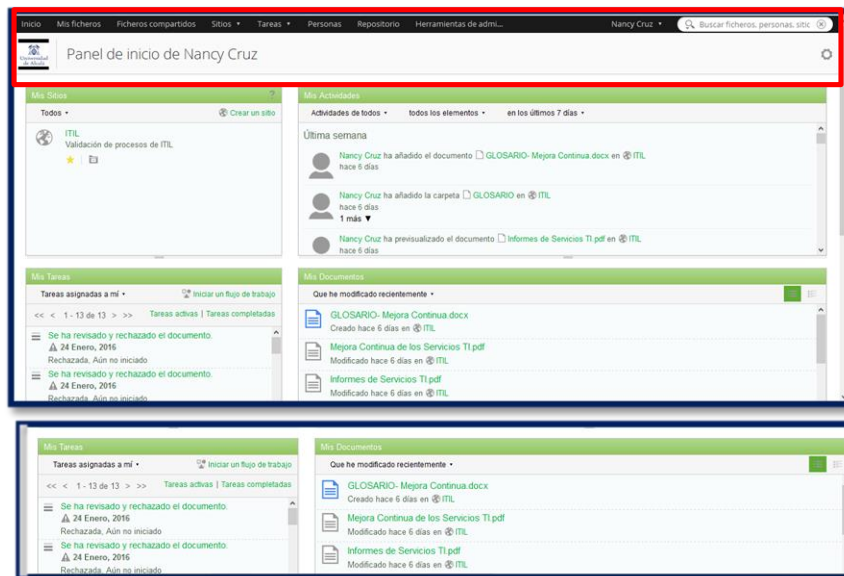 Inicio Mis ficheros Ficheros compartidos Sitios Tareas Personas Repositorio Herramientas de admi... Nancy Cruz Buscar ficheros, personas, sitic
Universidad de Alcalá
Panel de inicio de Nancy Cruz
Mis Sitios ?
Todos Crear un sitio
ITIL
Validación de procesos de ITIL
Mis Actividades
Actividades de todos todos los elementos en los últimos 7 días
Última semana
Nancy Cruz ha añadido el documento GLOSARIO- Mejora Continua.docx en ITIL
hace 6 días
Nancy Cruz ha añadido la carpeta GLOSARIO en ITIL
hace 6 días
1 más ▼
Nancy Cruz ha previsualizado el documento Informes de Servicios TI.pdf en ITIL
hace 6 días
Mis Tareas
Tareas asignadas a mí Iniciar un flujo de trabajo
<< < 1 - 13 de 13 > >> Tareas activas | Tareas completadas
Se ha revisado y rechazado el documento.
24 Enero, 2016
Rechazada, Aún no iniciado
Se ha revisado y rechazado el documento.
24 Enero, 2016
Rechazada, Aún no iniciado
Mis Documentos
Que he modificado recientemente
GLOSARIO- Mejora Continua.docx
Creado hace 6 días en ITIL
Mejora Continua de los Servicios TI.pdf
Modificado hace 6 días en ITIL
Informes de Servicios TI.pdf
Modificado hace 6 días en ITIL
Mis Tareas
Tareas asignadas a mí Iniciar un flujo de trabajo
<< < 1 - 13 de 13 > >> Tareas activas | Tareas completadas
Se ha revisado y rechazado el documento.
24 Enero, 2016
Rechazada, Aún no iniciado
Se ha revisado y rechazado el documento.
24 Enero, 2016
Rechazada, Aún no iniciado
Mis Documentos
Que he modificado recientemente
GLOSARIO- Mejora Continua.docx
Creado hace 6 días en ITIL
Mejora Continua de los Servicios TI.pdf
Modificado hace 6 días en ITIL
Informes de Servicios TI.pdf
Modificado hace 6 días en ITIL